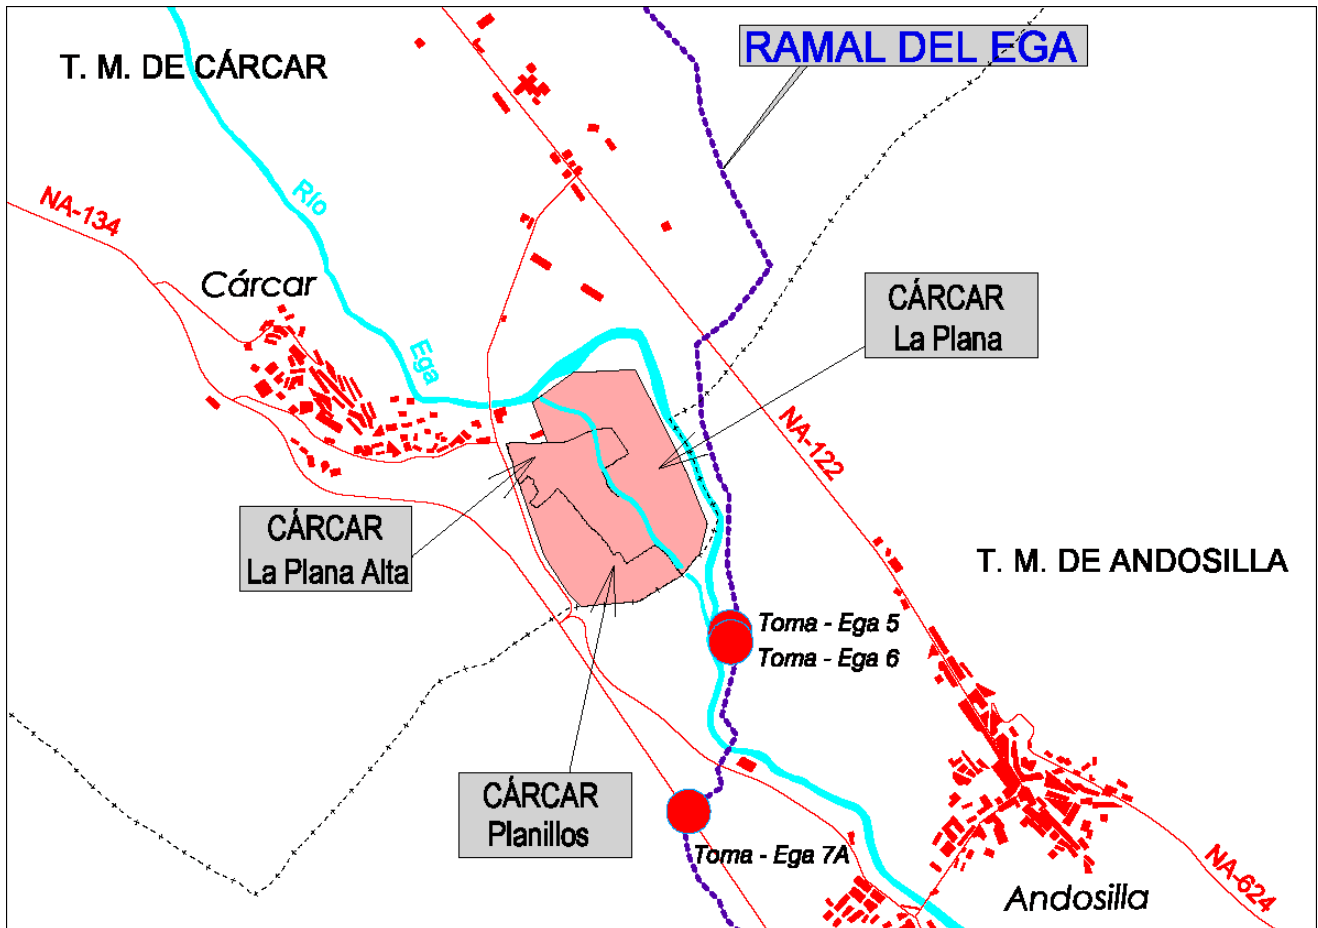 RAMAL DEL EGA
T. M. DE CÁRCAR
Río
NA-134
Cárcar
CÁRCAR
La Plana
Ega
NA-122
CÁRCAR
La Plana Alta
T. M. DE ANDOSILLA
Toma - Ega 5
Toma - Ega 6
CÁRCAR
Planillos
Toma - Ega 7A
NA-624
Andosilla